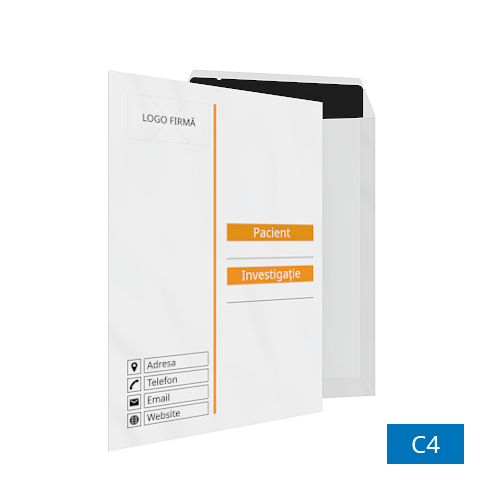 LOGO FIRMĂ
Pacient
Investigație
Adresa
Telefon
Email
Website
C4